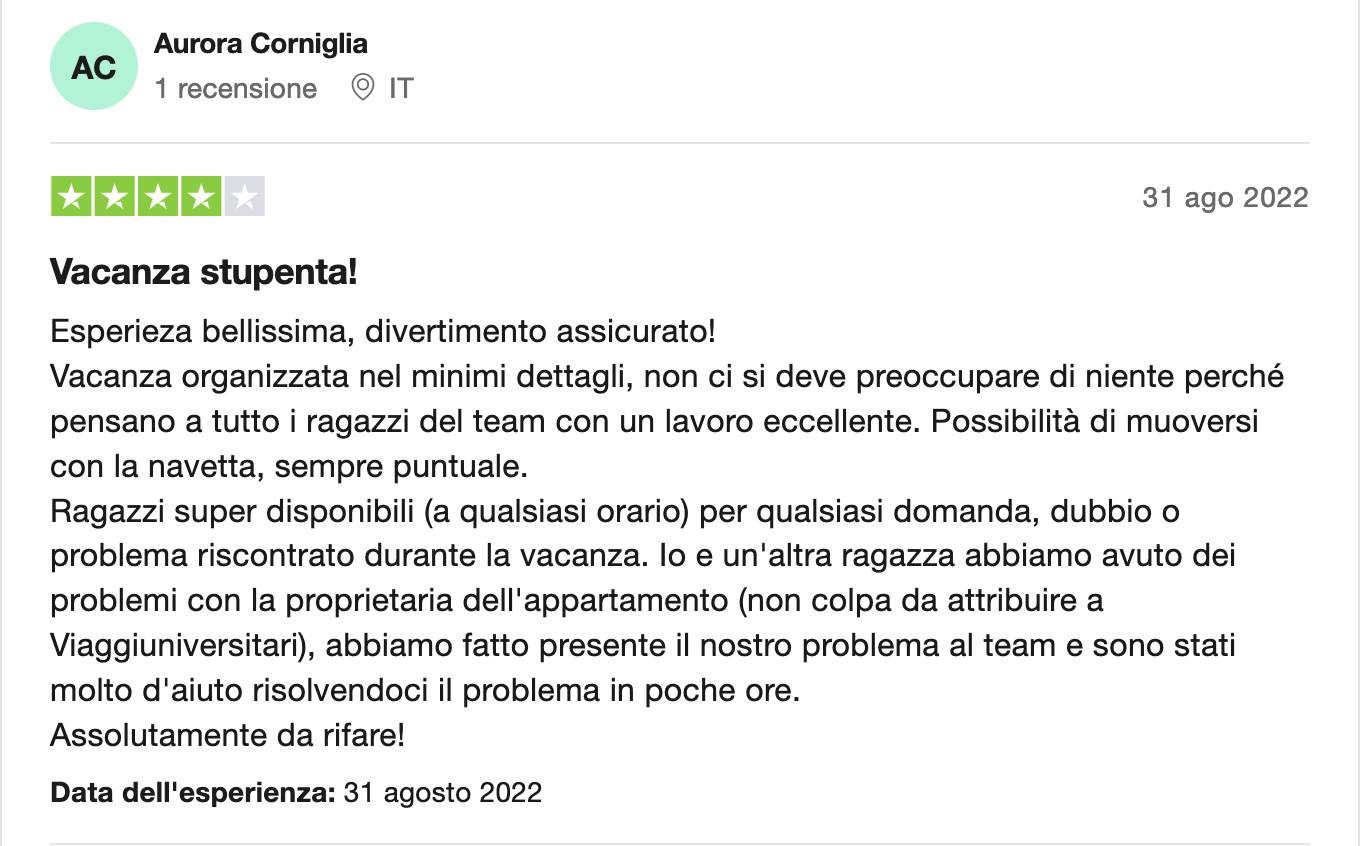 AC
Aurora Corniglia
1 recensione IT
31 ago 2022
Vacanza stupenta!
Esperieza bellissima, divertimento assicurato!
Vacanza organizzata nel minimi dettagli, non ci si deve preoccupare di niente perché
pensano a tutto i ragazzi del team con un lavoro eccellente. Possibilità di muoversi
con la navetta, sempre puntuale.
Ragazzi super disponibili (a qualsiasi orario) per qualsiasi domanda, dubbio o
problema riscontrato durante la vacanza. Io e un'altra ragazza abbiamo avuto dei
problemi con la proprietaria dell'appartamento (non colpa da attribuire a
Viaggiuniversitari), abbiamo fatto presente il nostro problema al team e sono stati
molto d'aiuto risolvendoci il problema in poche ore.
Assolutamente da rifare!
Data dell'esperienza: 31 agosto 2022